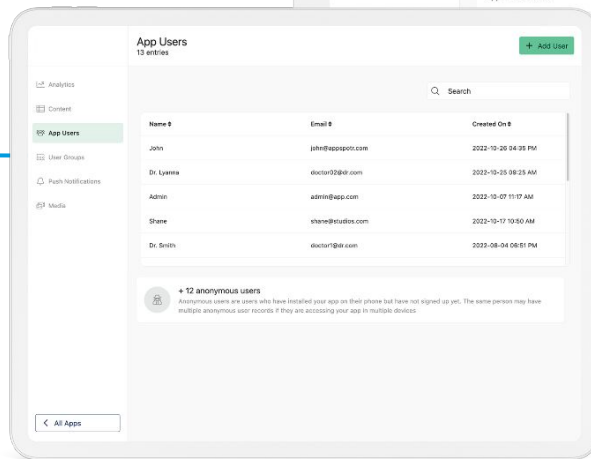 App Users
13 entries
+ Add User
Analytics
Content
App Users
User Groups
Push Notifications
Media
Search
Name Email Created On
John john@appspotr.com 2022-10-26 04:35 PM
Dr. Lyanna doctor02@dr.com 2022-10-25 09:25 AM
Admin admin@app.com 2022-10-07 11:17 AM
Shane shane@studios.com 2022-10-17 10:50 AM
Dr. Smith doctor1@dr.com 2022-08-04 06:51 PM
+ 12 anonymous users
Anonymous users are users who have installed your app on their phone but have not signed up yet. The same person may have
multiple anonymous user records if they are accessing your app in multiple devices
All Apps